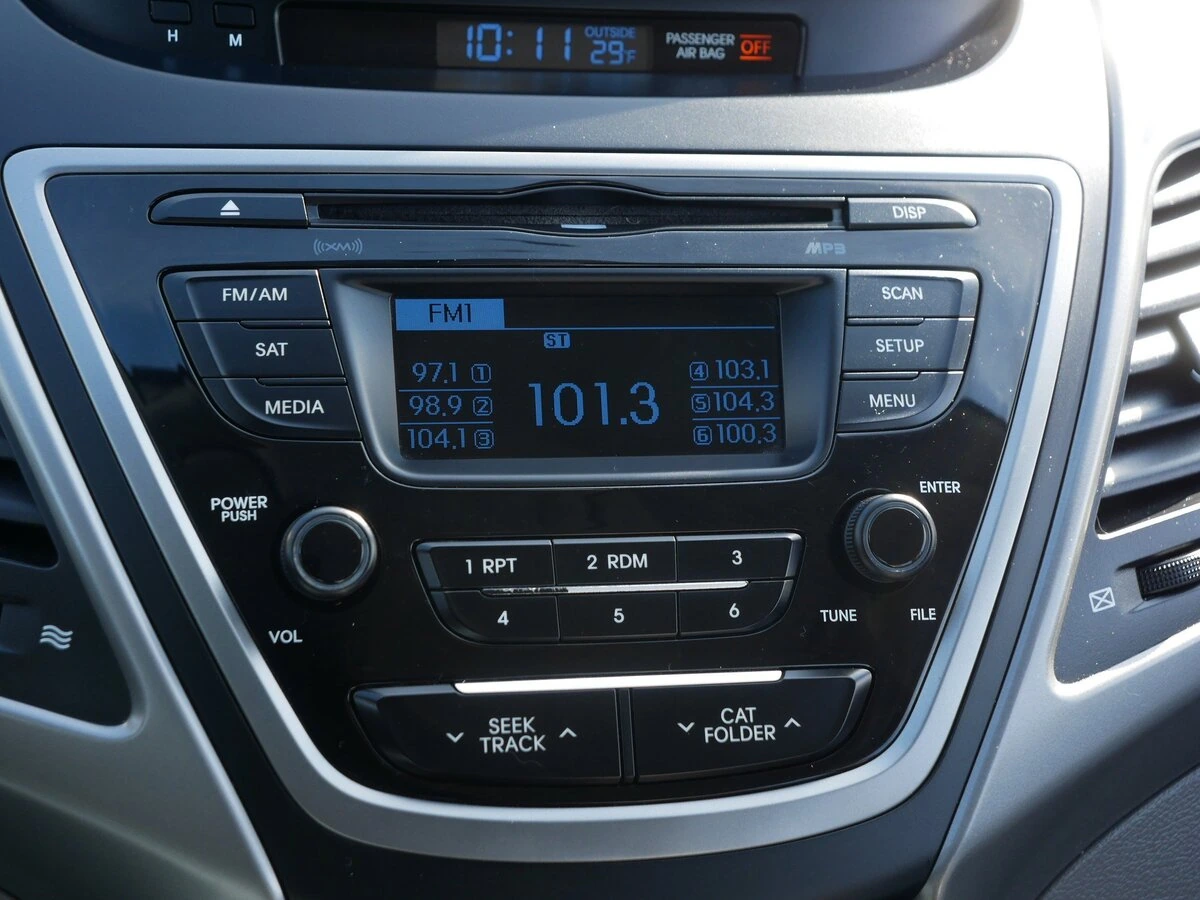 H
M
10:11
OUTSIDE
29F
PASSENGER
AIR BAG
OFF
DISP
((XM))
MP3
FM/AM
SAT
MEDIA
FM1
ST
97.1 1
98.9 2
104.1 3
101.3
4 103.1
5 104.3
6 100.3
SCAN
SETUP
MENU
POWER
PUSH
VOL
1 RPT
2 RDM
3
4
5
6
ENTER
TUNE
FILE
SEEK
TRACK
CAT
FOLDER